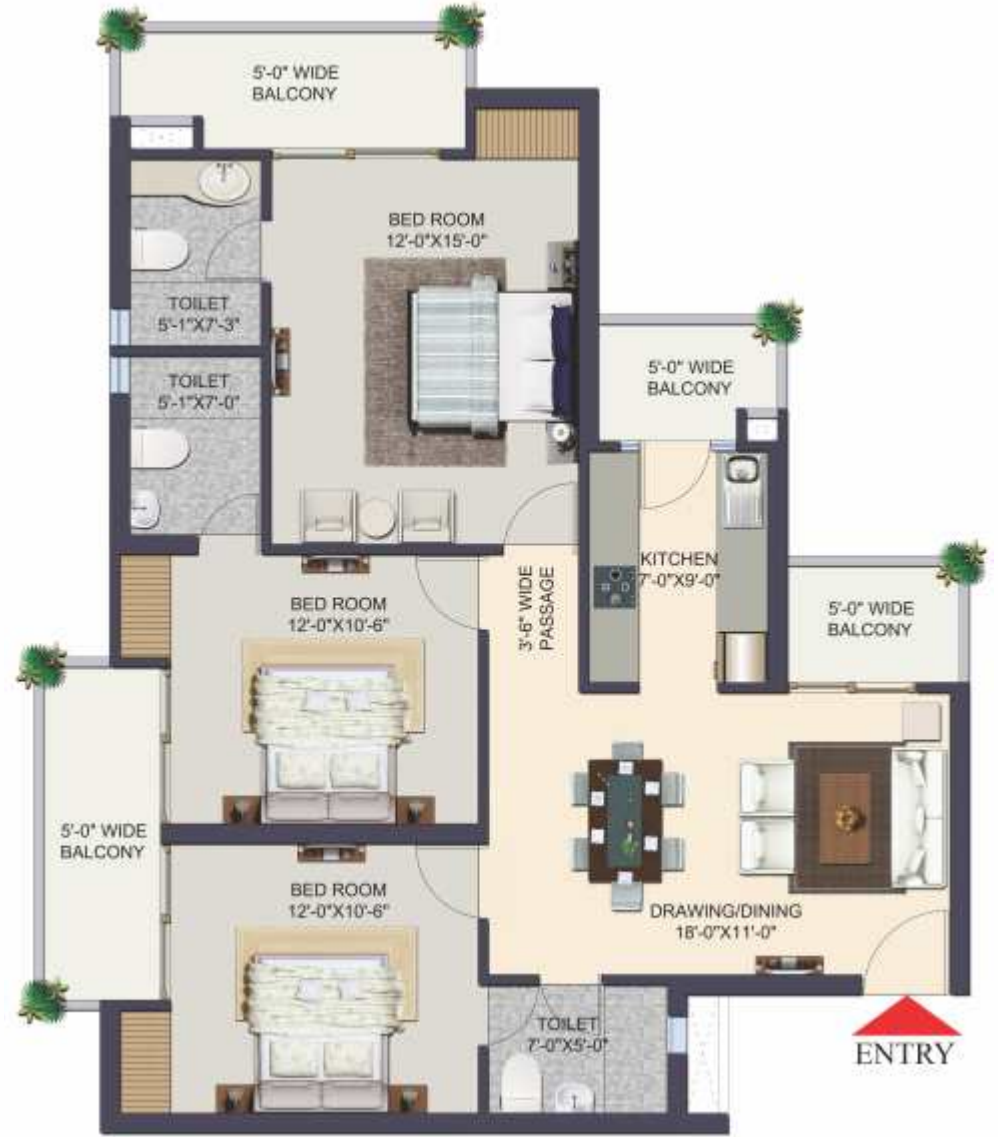 5'-0" WIDE
BALCONY
BED ROOM
12'-0"X15'-0"
TOILET
5'-1"X7'-3"
TOILET
5'-1"X7'-0"
5'-0" WIDE
BALCONY
KITCHEN
7'-0"X9'-0"
3'-6" WIDE
PASSAGE
BED ROOM
12'-0"X10'-6"
5'-0" WIDE
BALCONY
5'-0" WIDE
BALCONY
BED ROOM
12'-0"X10'-6"
DRAWING/DINING
18'-0"X11'-0"
TOILET
7'-0"X5'-0"
ENTRY